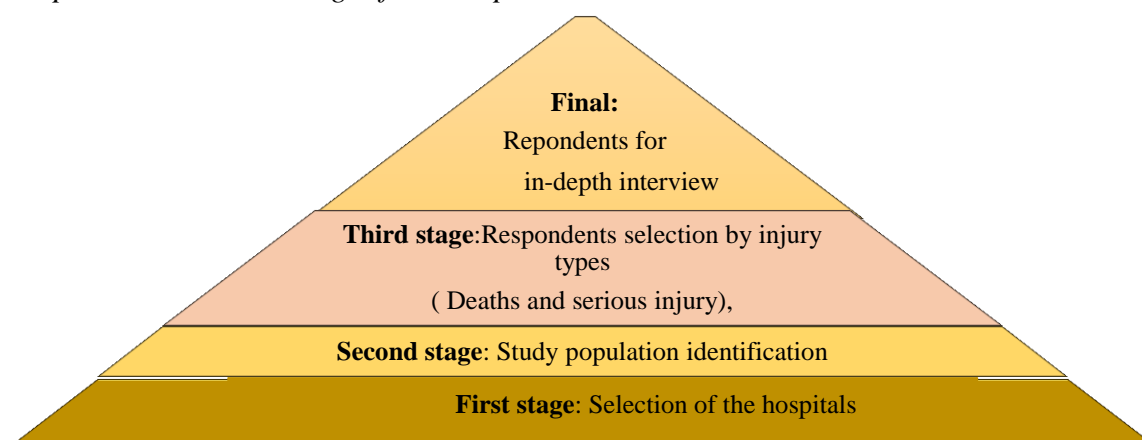 Final:
Repondents for
in-depth interview
Third stage:Respondents selection by injury
types
( Deaths and serious injury),
Second stage: Study population identification
First stage: Selection of the hospitals